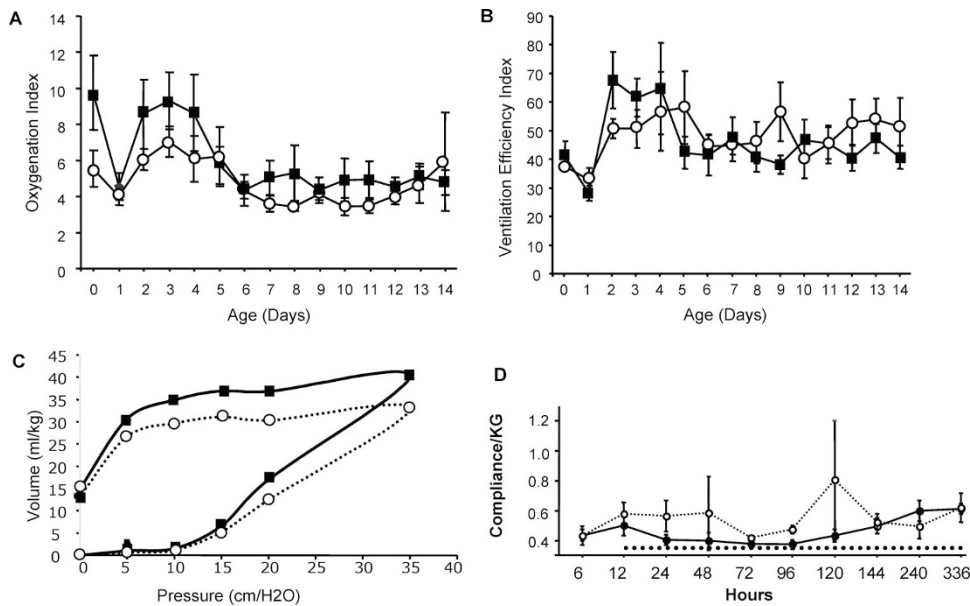 A
Oxygenation Index
14
12
10
8
6
4
2
0
0 1 2 3 4 5 6 7 8 9 10 11 12 13 14
Age (Days)
B
Ventilation Efficiency Index
90
80
70
60
50
40
30
20
10
0
0 1 2 3 4 5 6 7 8 9 10 11 12 13 14
Age (Days)
C
Volume (ml/kg)
45
40
35
30
25
20
15
10
5
0
0 5 10 15 20 25 30 35 40
Pressure (cm/H2O)
D
Compliance/KG
1.2
1.0
0.8
0.6
0.4
6 12 24 48 72 96 120 144 240 336
Hours